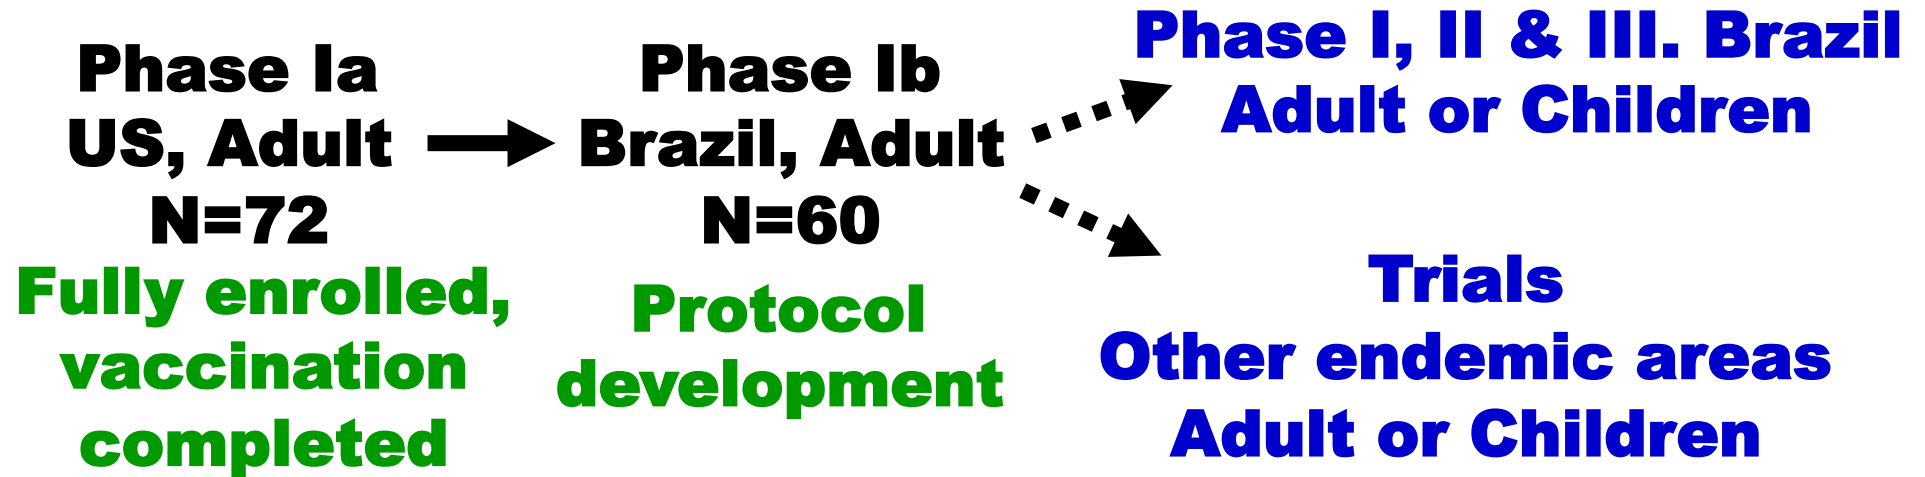 Phase Ia
US, Adult
N=72
Fully enrolled,
vaccination
completed
Phase Ib
Brazil, Adult
N=60
Protocol
development
Phase I, II & III. Brazil
Adult or Children
Trials
Other endemic areas
Adult or Children